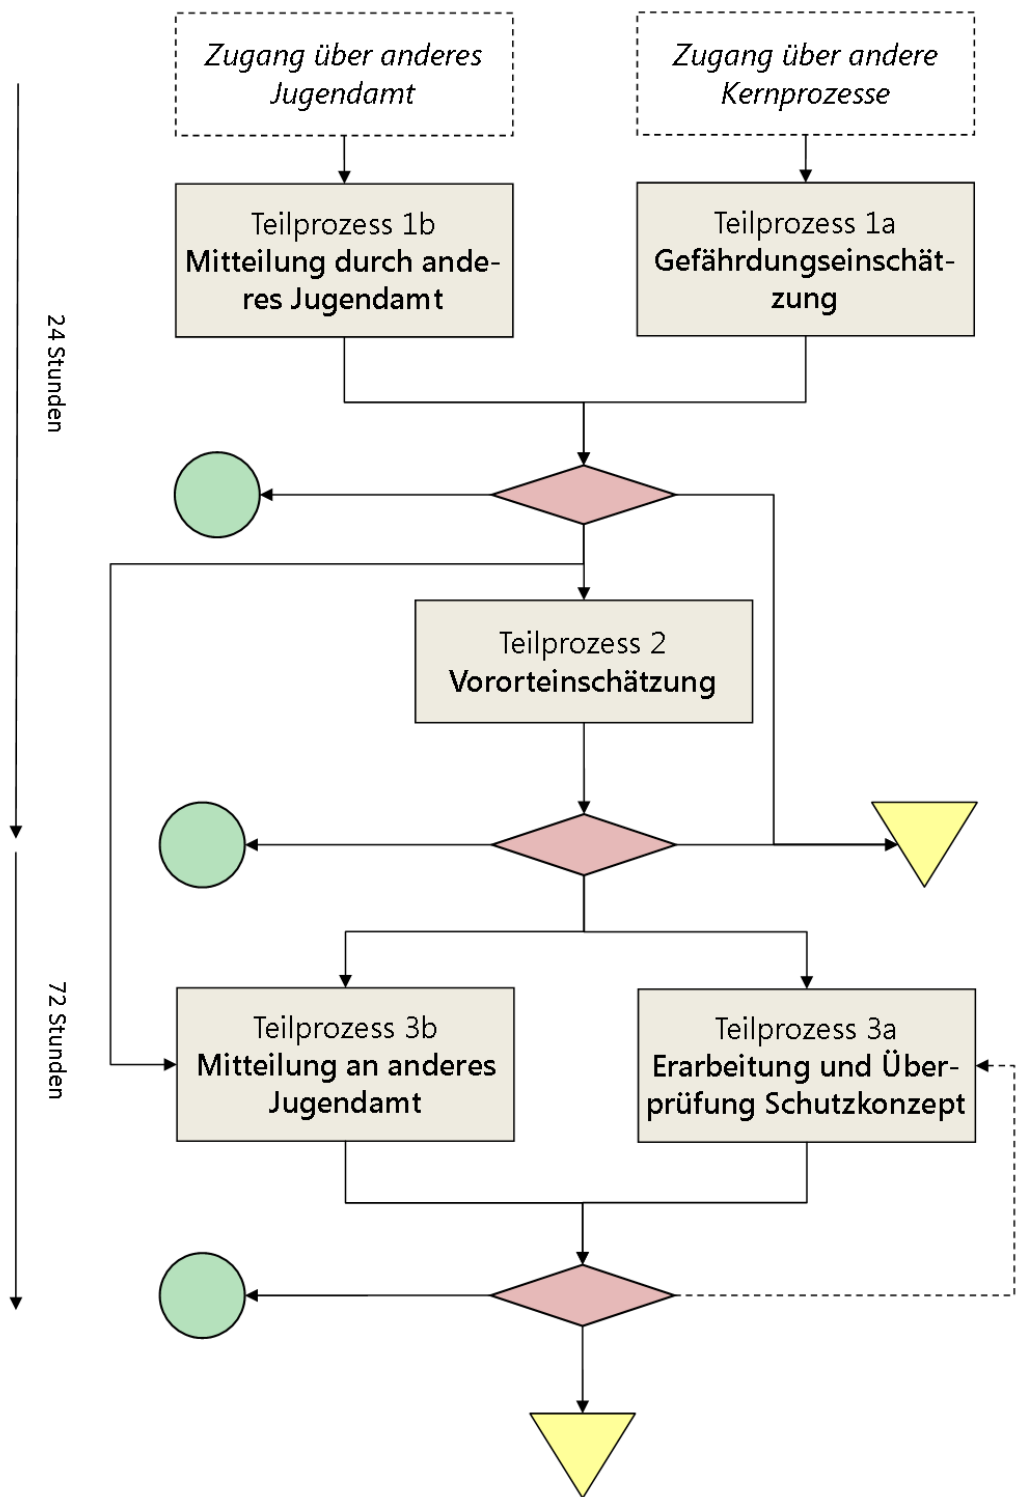 Zugang über anderes
Jugendamt
Zugang über andere
Kernprozesse
Teilprozess 1b
Mitteilung durch ande-
res Jugendamt
Teilprozess 1a
Gefährdungseinschät-
zung
24 Stunden
Teilprozess 2
Vororteinschätzung
72 Stunden
Teilprozess 3b
Mitteilung an anderes
Jugendamt
Teilprozess 3a
Erarbeitung und Über-
prüfung Schutzkonzept